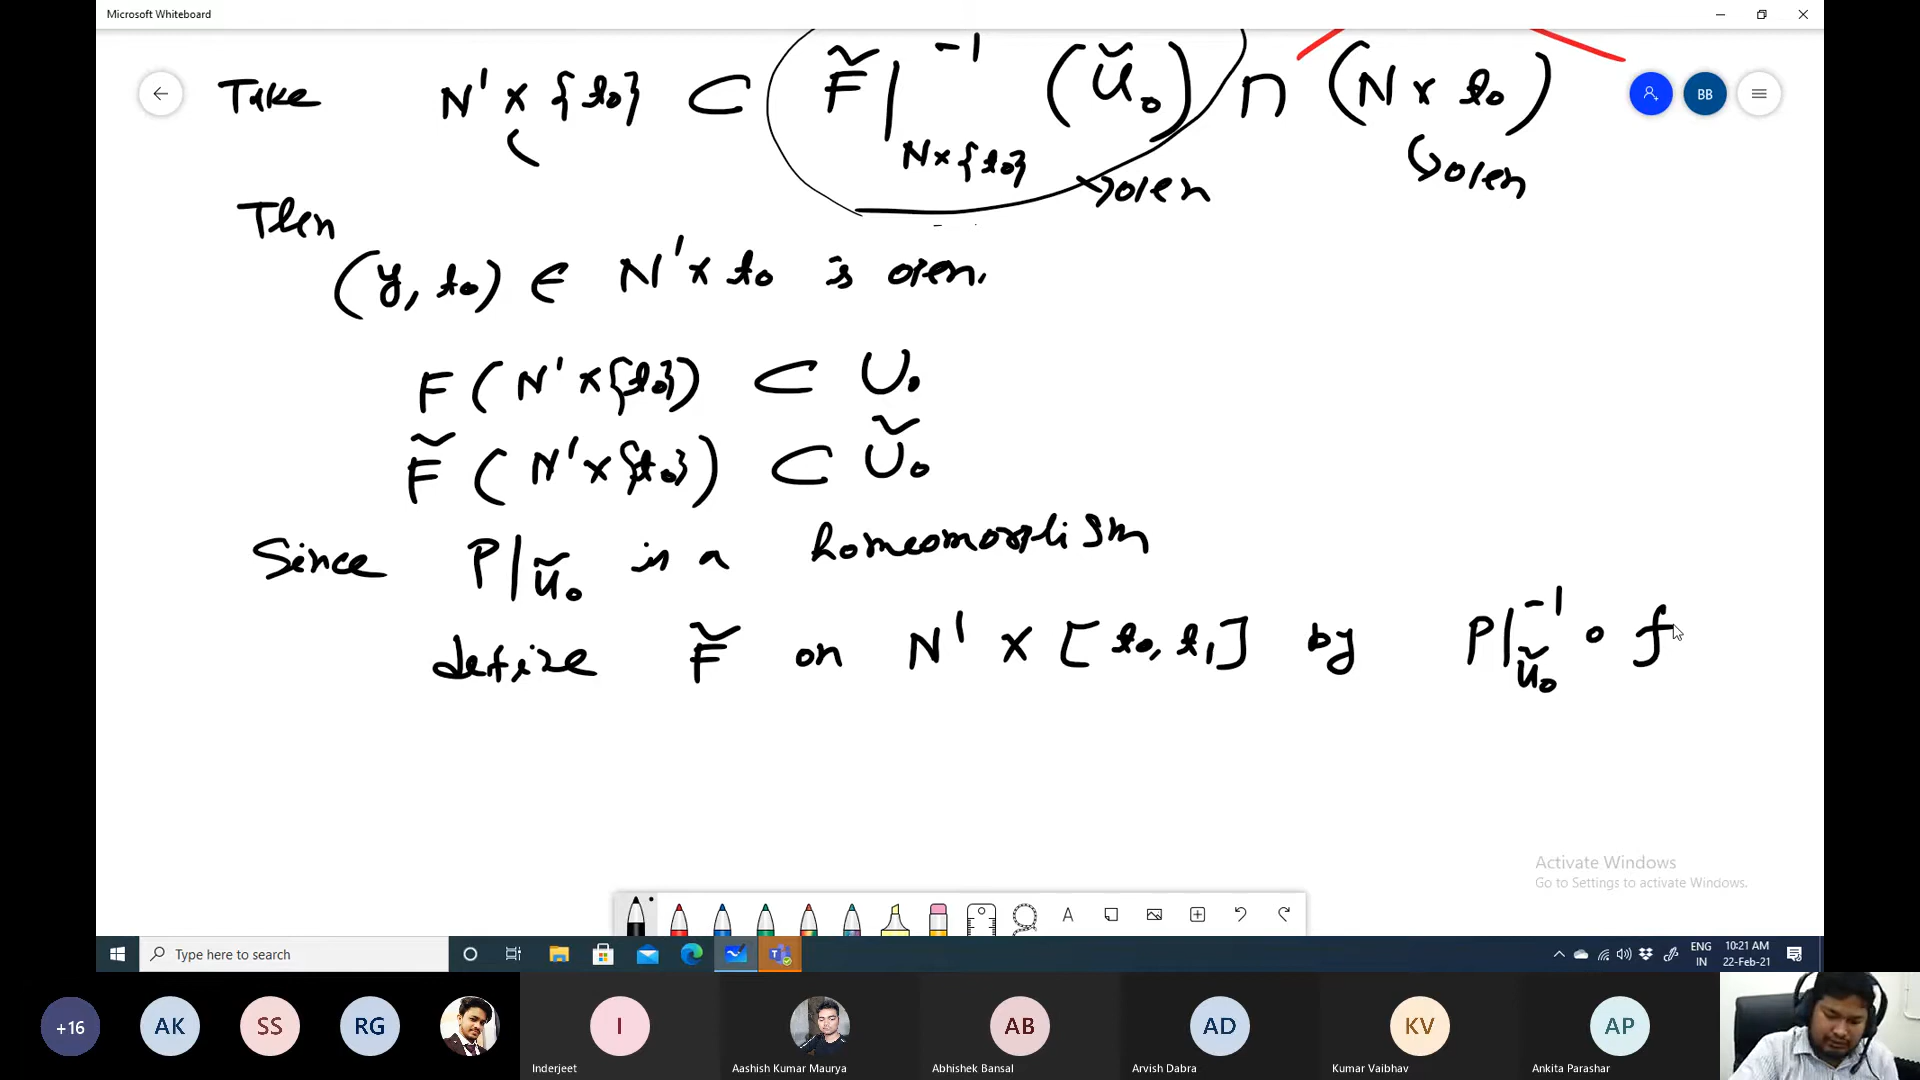 Microsoft Whiteboard
Take N' x {t₀} ⊂ F̃|⁻¹ N×{t₀} (Ũ₀) ∩ (N x t₀)
↳ open ↳ open
Then
(y, t₀) ∈ N' x t₀ is open.
F (N' x {t₀}) ⊂ U₀
F̃ (N' x {t₀}) ⊂ Ũ₀
Since P|Ũ₀ is a homeomorphism
define F̃ on N' x [t₀, t₁] by P|⁻¹Ũ₀ ∘ f
BB
Activate Windows
Go to Settings to activate Windows.
A
Type here to search
ENG
IN
10:21 AM
22-Feb-21
+16 AK SS RG I AB AD KV AP
Inderjeet Aashish Kumar Maurya Abhishek Bansal Arvish Dabra Kumar Vaibhav Ankita Parashar